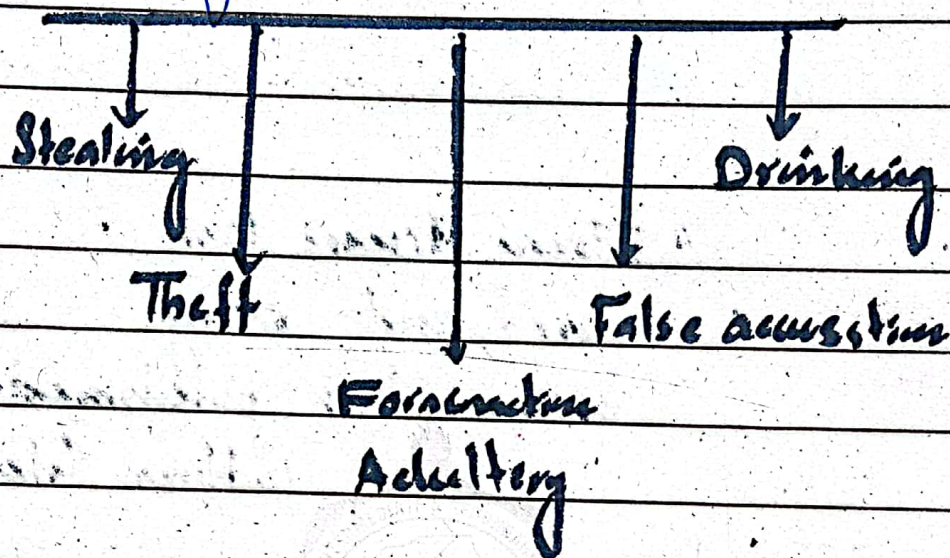 Stealing
Drinking
Theft
False accusation
Fornication
Adultery